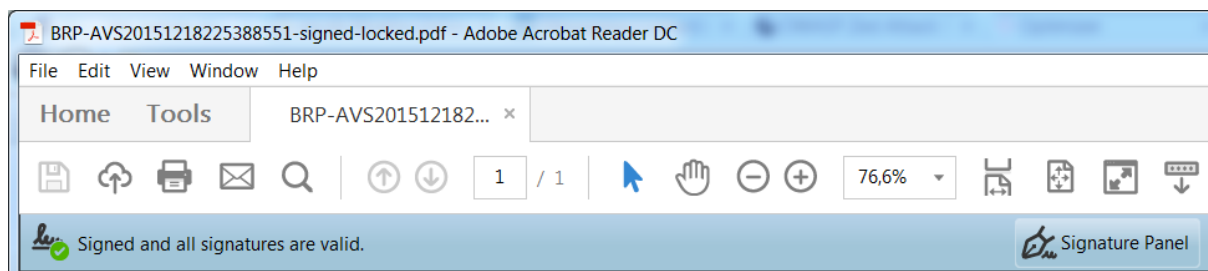 BRP-AVS20151218225388551-signed-locked.pdf - Adobe Acrobat Reader DC
File Edit View Window Help
Home Tools BRP-AVS201512182... ×
1 / 1 76,6%
Signed and all signatures are valid. Signature Panel